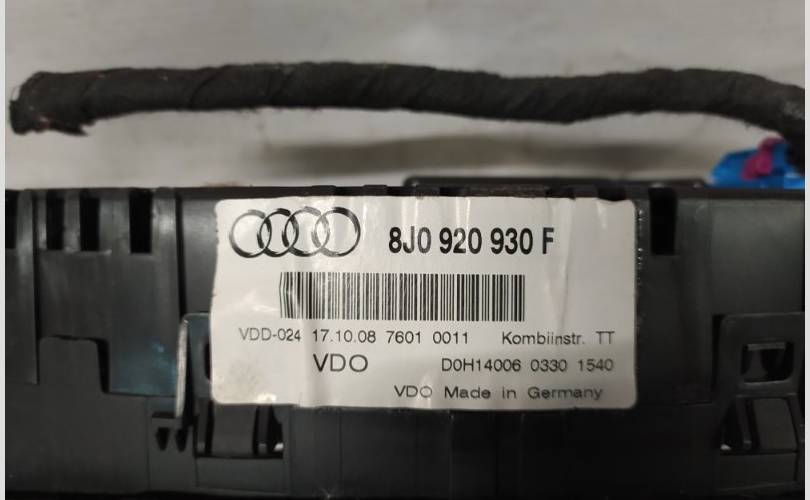 8J0 920 930 F
VDD-024 17.10.08 7601 0011 Kombiinstr. TT
VDO D0H14006 0330 1540
VDO Made in Germany